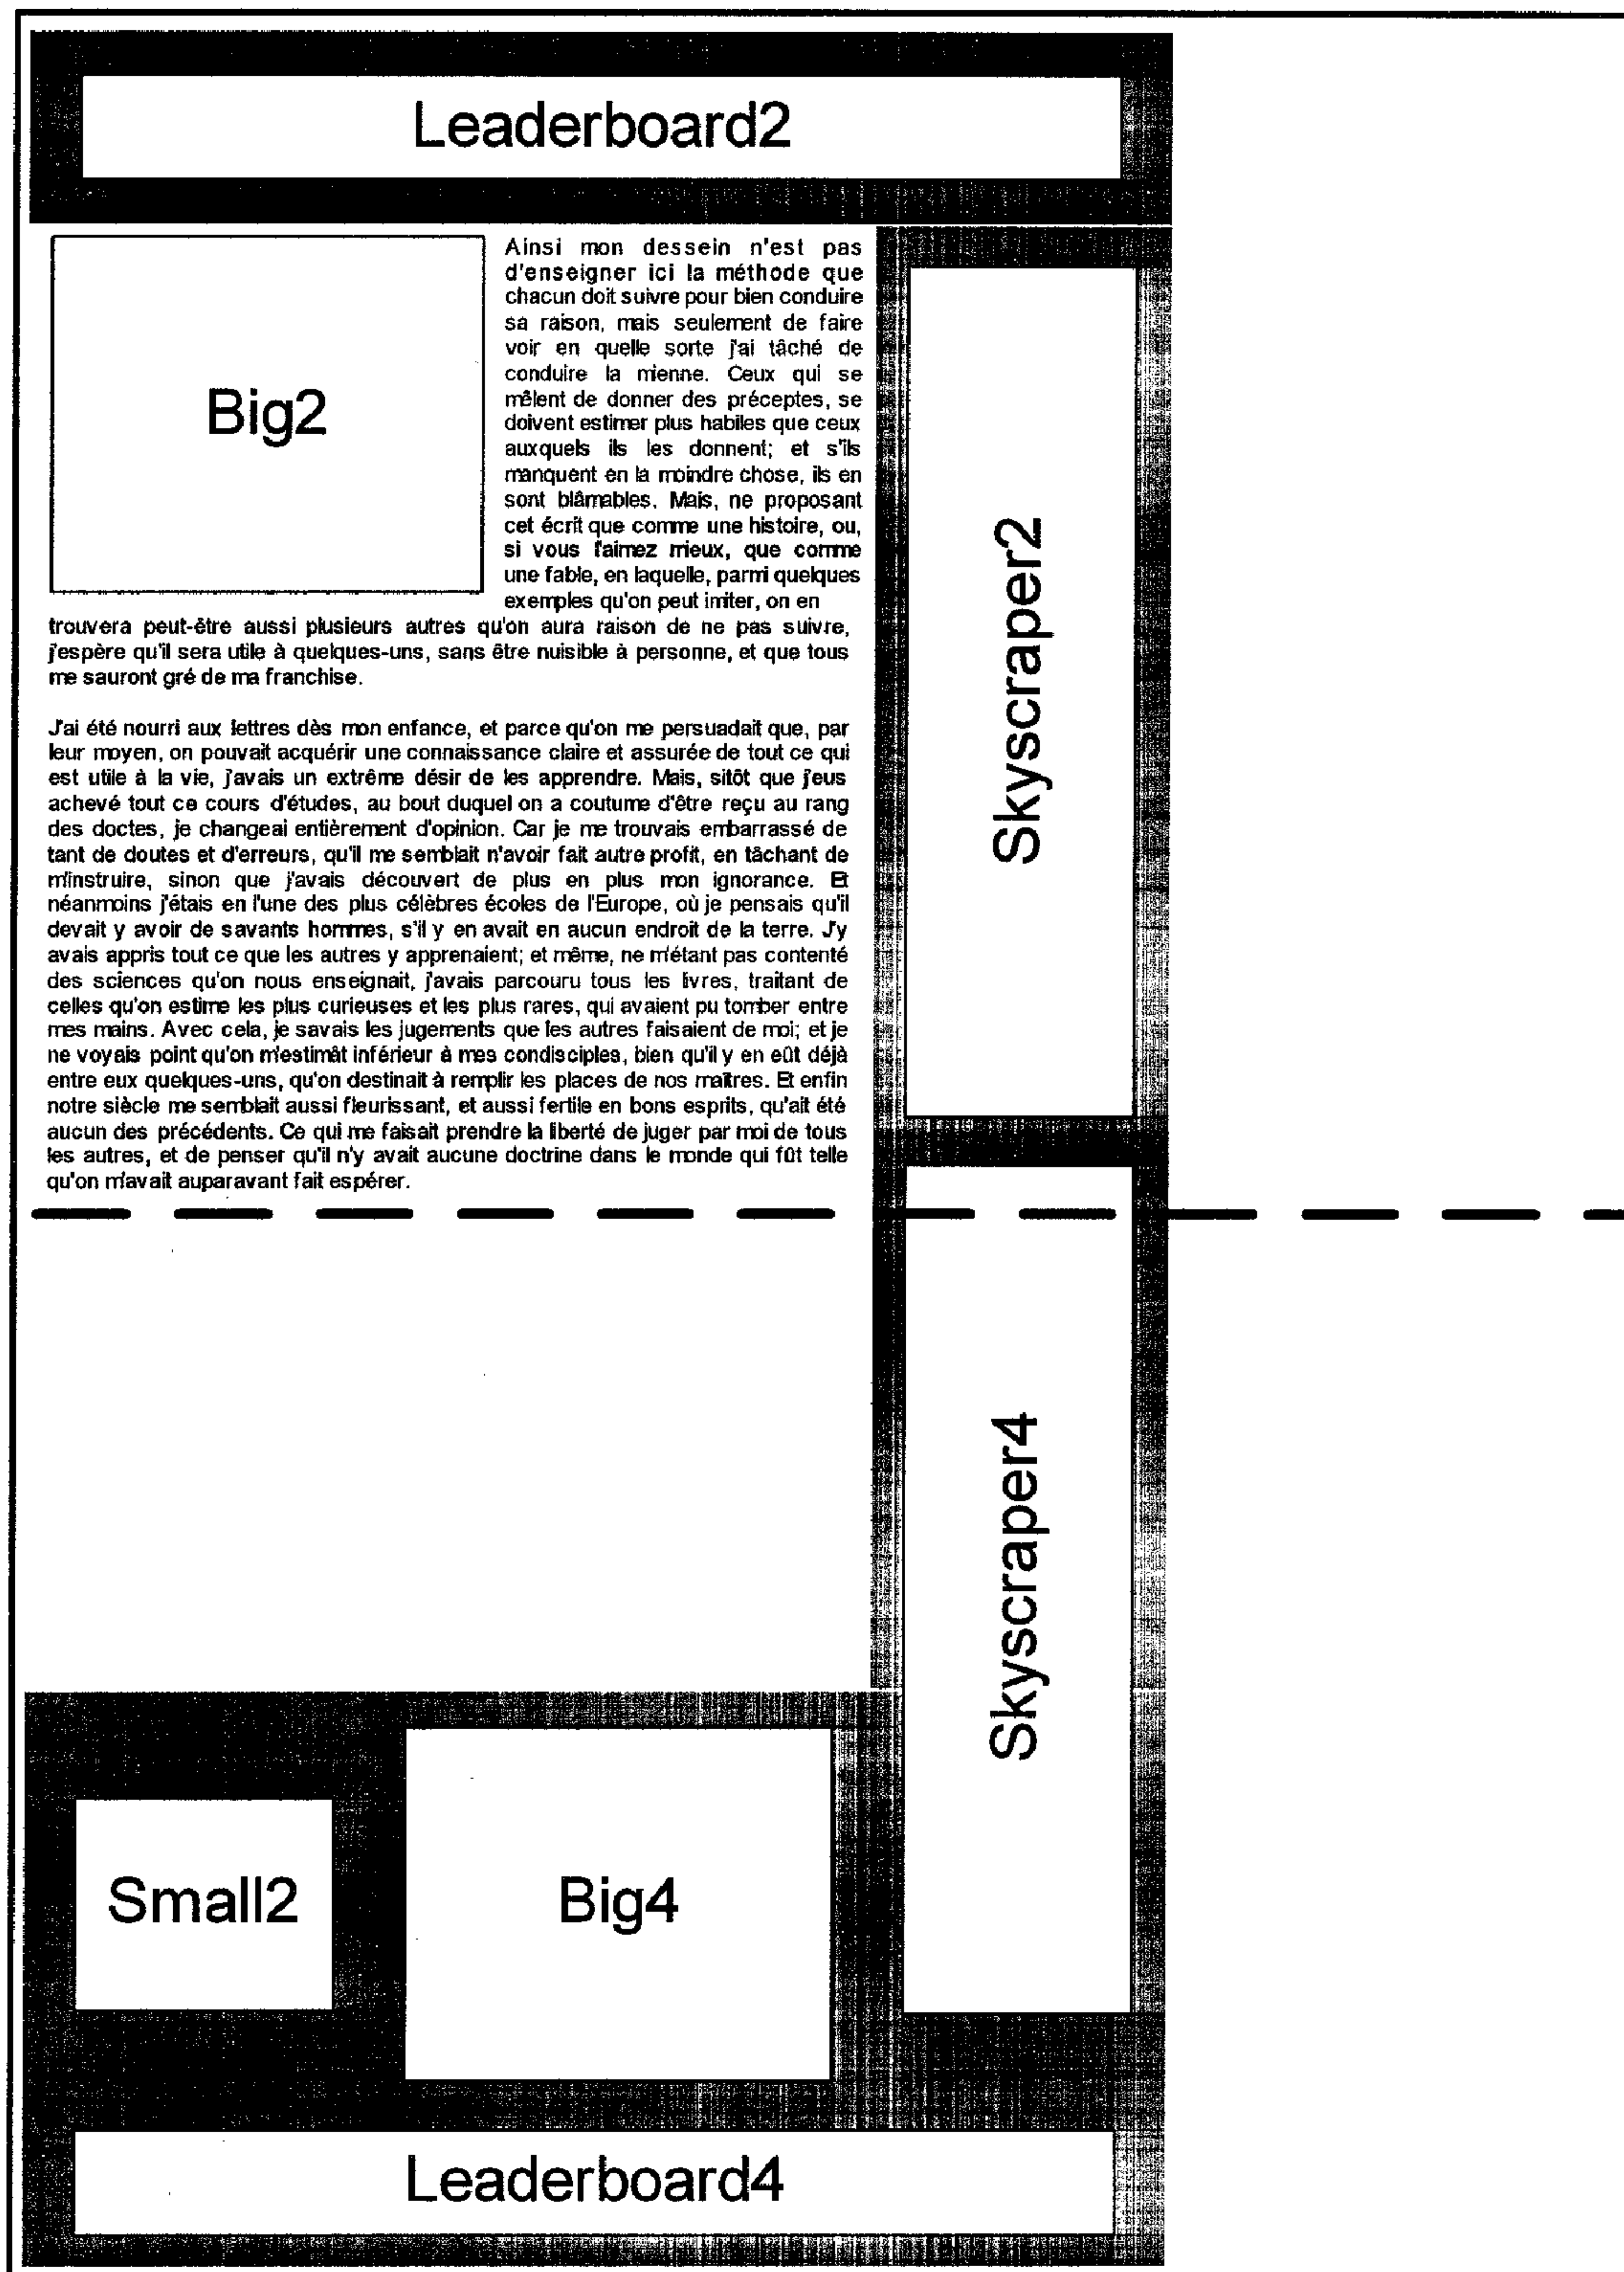 Leaderboard2
Big2
Ainsi mon dessein n'est pas
d'enseigner ici la méthode que
chacun doit suivre pour bien conduire
sa raison, mais seulement de faire
voir en quelle sorte j'ai tâché de
conduire la mienne. Ceux qui se
mêlent de donner des préceptes, se
doivent estimer plus habiles que ceux
auxquels ils les donnent; et s'ils
manquent en la moindre chose, ils en
sont blâmables. Mais, ne proposant
cet écrit que comme une histoire, ou,
si vous l'aimez mieux, que comme
une fable, en laquelle, parmi quelques
exemples qu'on peut imiter, on en
trouvera peut-être aussi plusieurs autres qu'on aura raison de ne pas suivre,
j'espère qu'il sera utile à quelques-uns, sans être nuisible à personne, et que tous
me sauront gré de ma franchise.
J'ai été nourri aux lettres dès mon enfance, et parce qu'on me persuadait que, par
leur moyen, on pouvait acquérir une connaissance claire et assurée de tout ce qui
est utile à la vie, j'avais un extrême désir de les apprendre. Mais, sitôt que j'eus
achevé tout ce cours d'études, au bout duquel on a coutume d'être reçu au rang
des doctes, je changeai entièrement d'opinion. Car je me trouvais embarrassé de
tant de doutes et d'erreurs, qu'il me semblait n'avoir fait autre profit, en tâchant de
m'instruire, sinon que j'avais découvert de plus en plus mon ignorance. Et
néanmoins j'étais en l'une des plus célèbres écoles de l'Europe, où je pensais qu'il
devait y avoir de savants hommes, s'il y en avait en aucun endroit de la terre. J'y
avais appris tout ce que les autres y apprenaient; et même, ne m'étant pas contenté
des sciences qu'on nous enseignait, j'avais parcouru tous les livres, traitant de
celles qu'on estime les plus curieuses et les plus rares, qui avaient pu tomber entre
mes mains. Avec cela, je savais les jugements que les autres faisaient de moi; et je
ne voyais point qu'on m'estimât inférieur à mes condisciples, bien qu'il y en eût déjà
entre eux quelques-uns, qu'on destinait à remplir les places de nos maîtres. Et enfin
notre siècle me semblait aussi fleurissant, et aussi fertile en bons esprits, qu'ait été
aucun des précédents. Ce qui me faisait prendre la liberté de juger par moi de tous
les autres, et de penser qu'il n'y avait aucune doctrine dans le monde qui fût telle
qu'on m'avait auparavant fait espérer.
Skyscraper2
Skyscraper4
Small2
Big4
Leaderboard4